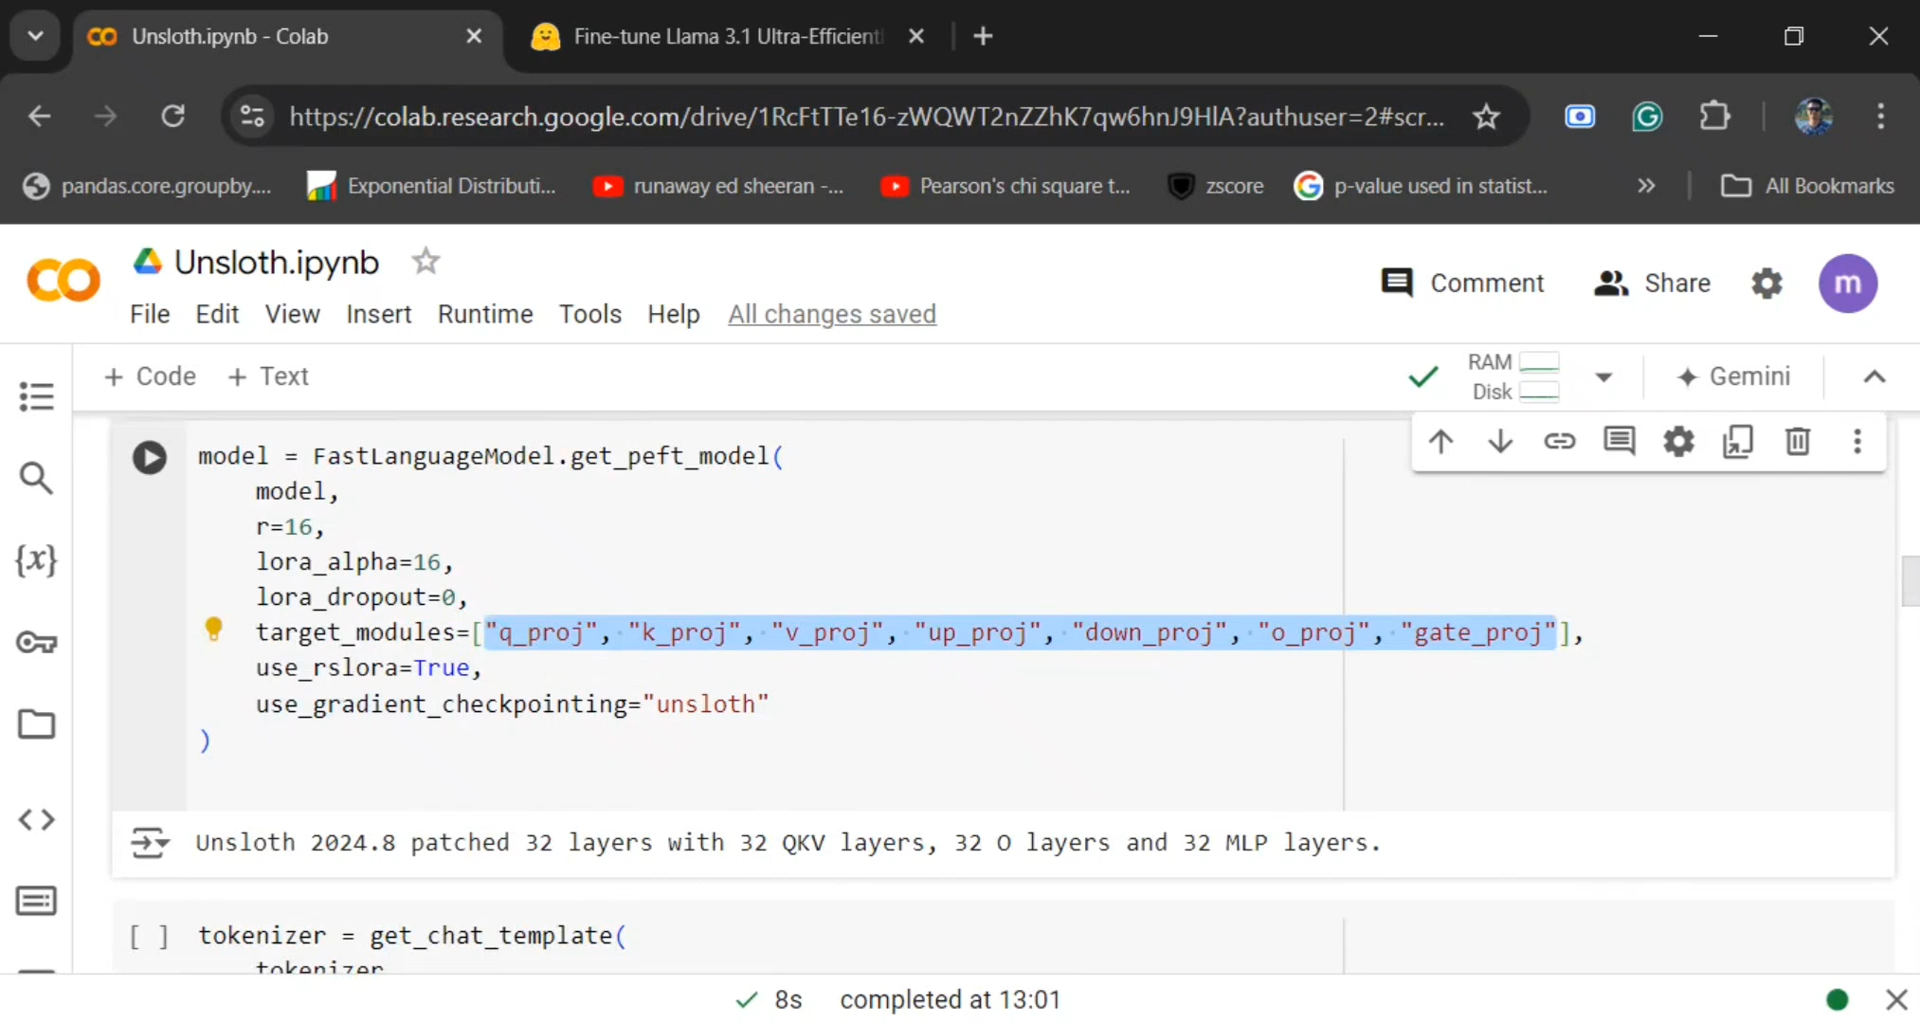 Unsloth.ipynb - Colab
Fine-tune Llama 3.1 Ultra-Efficient
https://colab.research.google.com/drive/1RcFtTTe16-zWQWT2nZZhK7qw6hnJ9HlA?authuser=2#scr...
pandas.core.groupby.... Exponential Distributi... runaway ed sheeran -... Pearson's chi square t... zscore p-value used in statist... All Bookmarks
Unsloth.ipynb
Comment Share m
File Edit View Insert Runtime Tools Help All changes saved
+ Code + Text
RAM
Disk
Gemini
model = FastLanguageModel.get_peft_model(
model,
r=16,
lora_alpha=16,
lora_dropout=0,
target_modules=["q_proj", "k_proj", "v_proj", "up_proj", "down_proj", "o_proj", "gate_proj"],
use_rslora=True,
use_gradient_checkpointing="unsloth"
)
Unsloth 2024.8 patched 32 layers with 32 QKV layers, 32 O layers and 32 MLP layers.
[ ] tokenizer = get_chat_template(
tokenizer
8s completed at 13:01